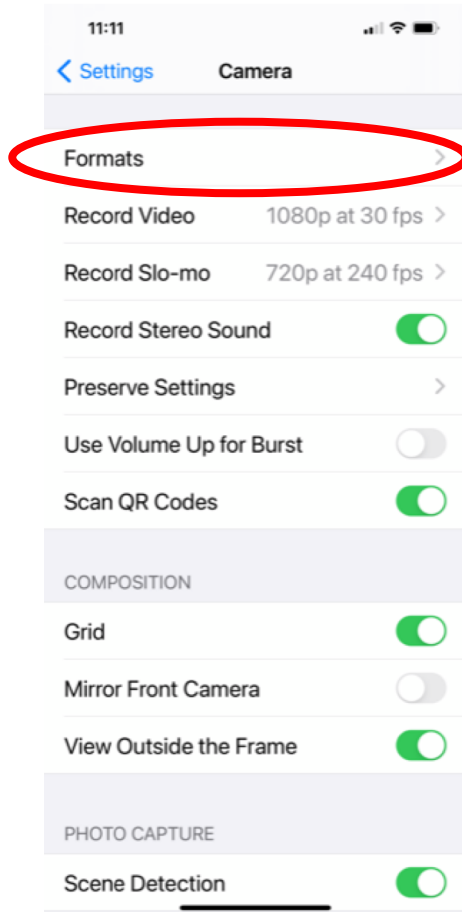 11:11
Settings Camera
Formats
Record Video 1080p at 30 fps
Record Slo-mo 720p at 240 fps
Record Stereo Sound
Preserve Settings
Use Volume Up for Burst
Scan QR Codes
COMPOSITION
Grid
Mirror Front Camera
View Outside the Frame
PHOTO CAPTURE
Scene Detection